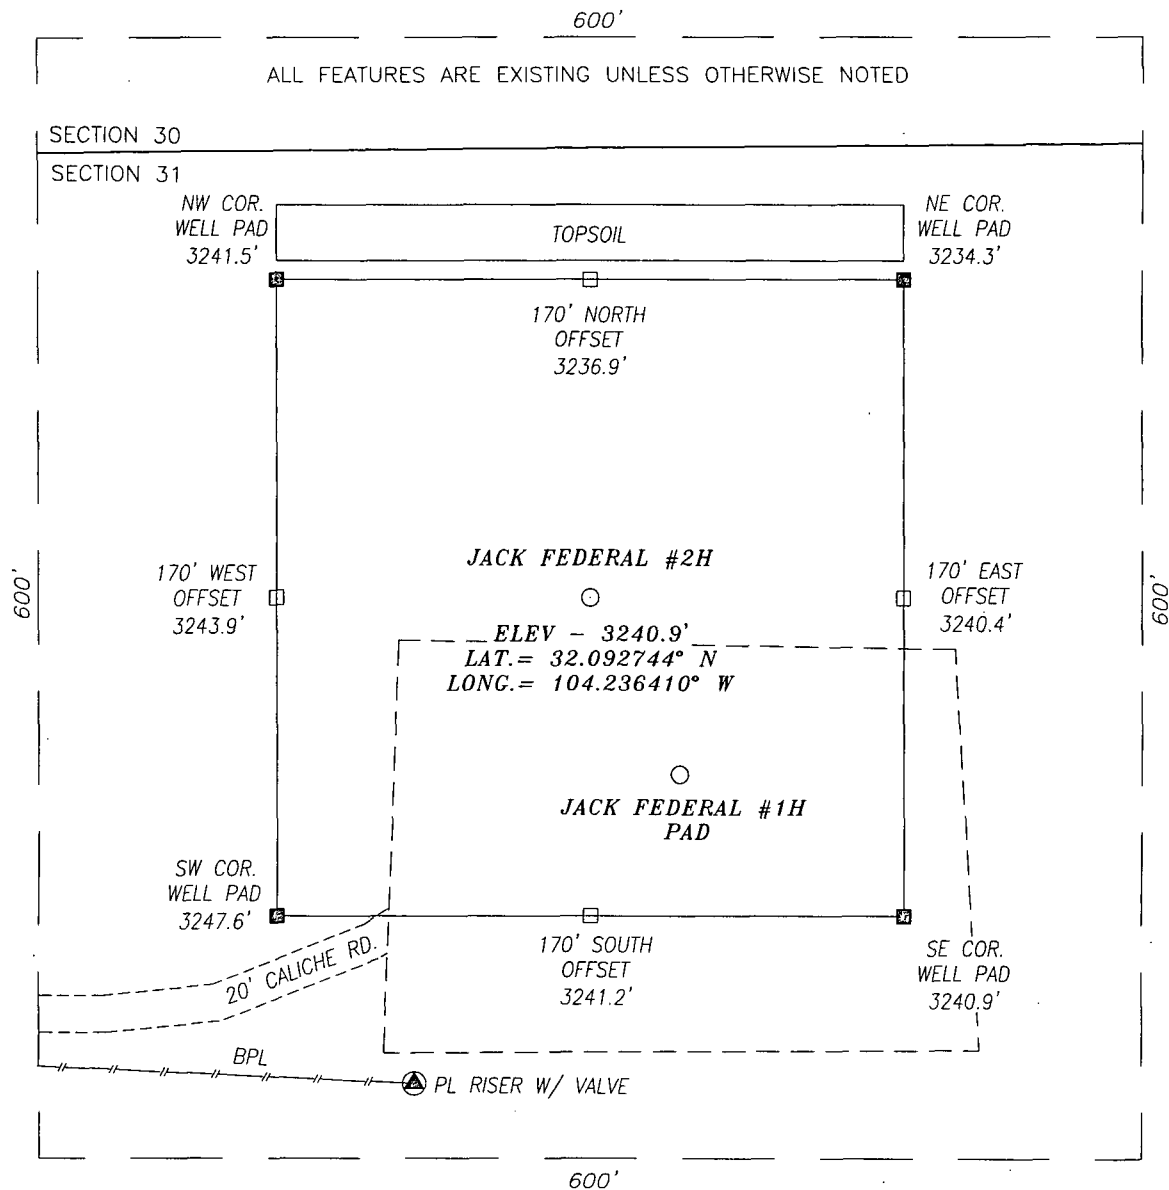 600'
ALL FEATURES ARE EXISTING UNLESS OTHERWISE NOTED
SECTION 30
SECTION 31
NW COR.
WELL PAD
3241.5'
TOPSOIL
NE COR.
WELL PAD
3234.3'
170' NORTH
OFFSET
3236.9'
JACK FEDERAL #2H
600'
170' WEST
OFFSET
3243.9'
170' EAST
OFFSET
3240.4'
600'
ELEV - 3240.9'
LAT.= 32.092744° N
LONG.= 104.236410° W
JACK FEDERAL #1H
PAD
SW COR.
WELL PAD
3247.6'
20' CALICHE RD.
170' SOUTH
OFFSET
3241.2'
SE COR.
WELL PAD
3240.9'
BPL
PL RISER W/ VALVE
600'